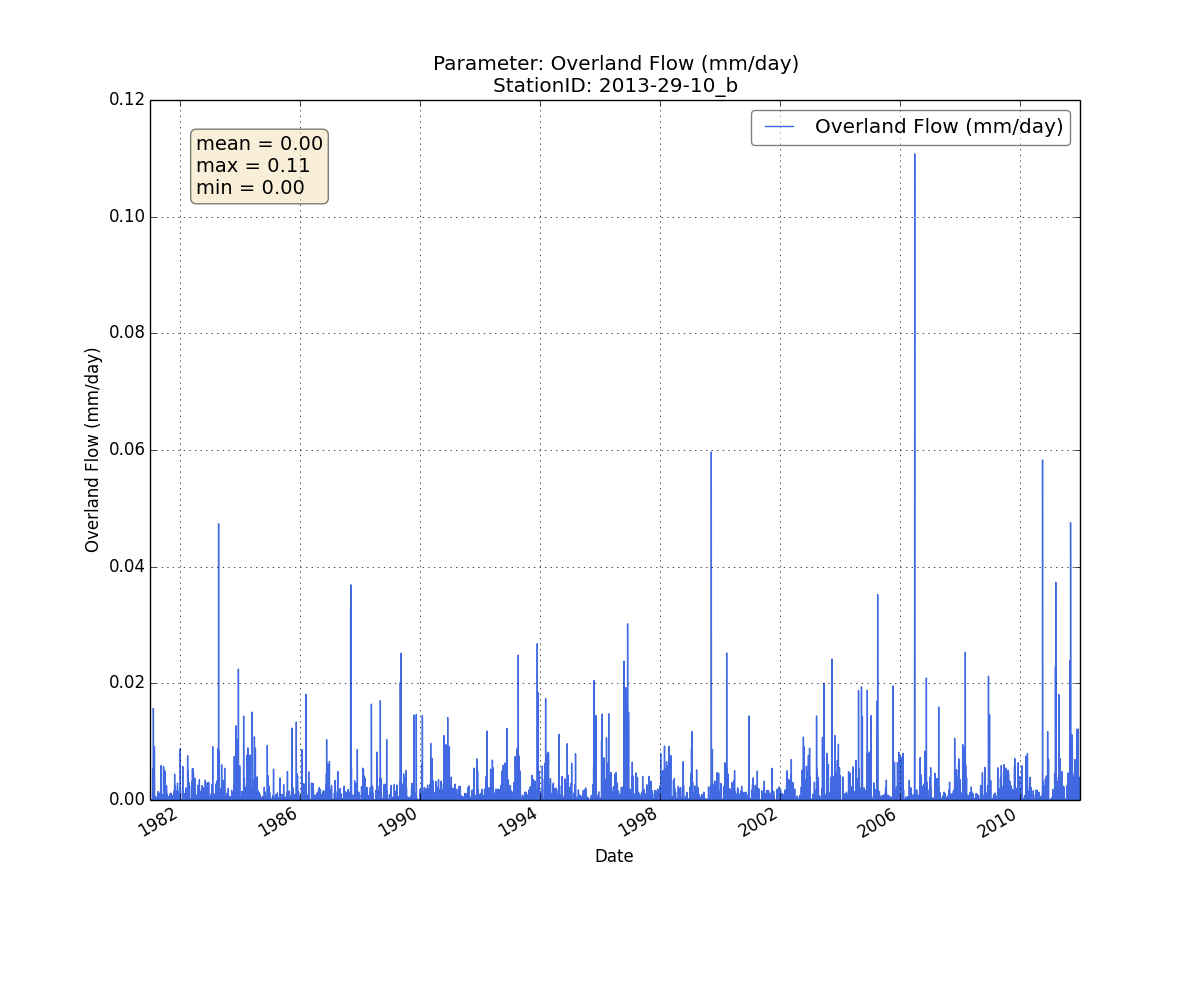 Parameter: Overland Flow (mm/day)
StationID: 2013-29-10_b
Overland Flow (mm/day)
mean = 0.00
max = 0.11
min = 0.00
0.12
0.10
0.08
0.06
0.04
0.02
0.00
Overland Flow (mm/day)
1982
1986
1990
1994
1998
2002
2006
2010
Date